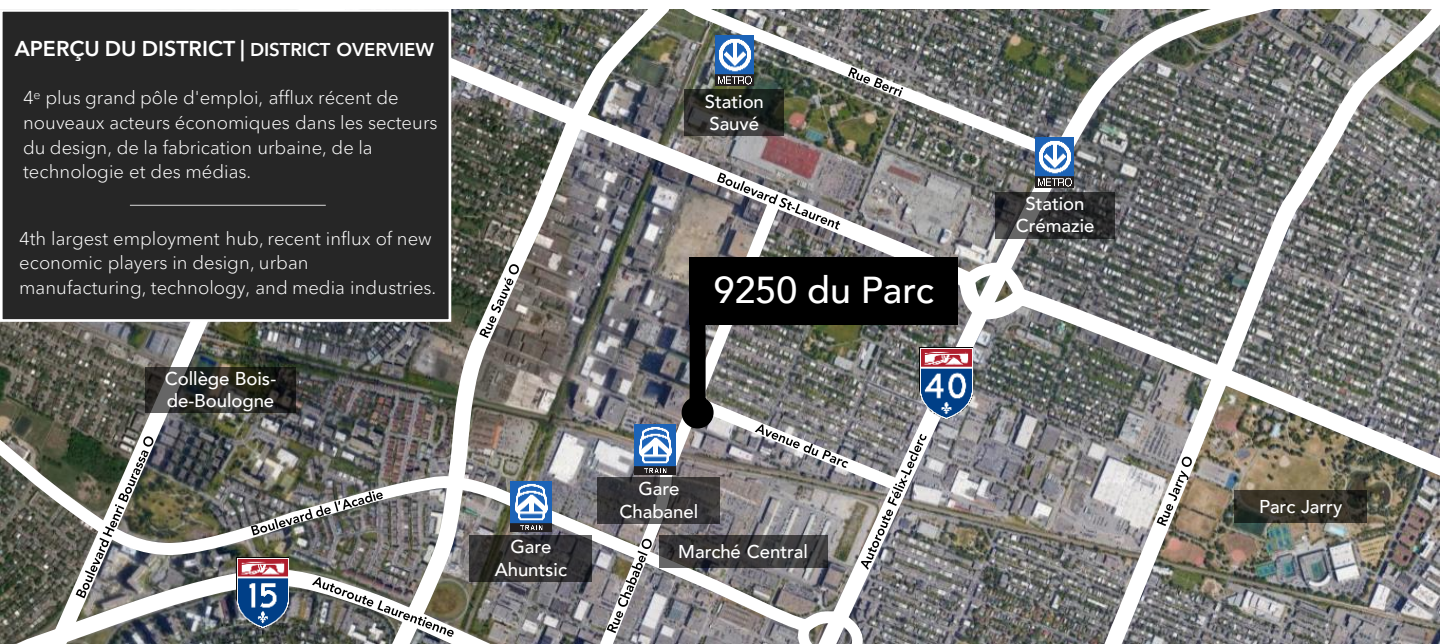 APERÇU DU DISTRICT | DISTRICT OVERVIEW
4e plus grand pôle d'emploi, afflux récent de
nouveaux acteurs économiques dans les secteurs
du design, de la fabrication urbaine, de la
technologie et des médias.
4th largest employment hub, recent influx of new
economic players in design, urban
manufacturing, technology, and media industries.
METRO
Station
Sauvé
Rue Berri
METRO
Station
Crémazie
Boulevard St-Laurent
9250 du Parc
Rue Sauvé O
Collège Bois-
de-Boulogne
40
Avenue du Parc
TRAIN
Gare
Chabanel
Autoroute Félix-Leclerc
Rue Jarry O
Parc Jarry
Boulevard Henri Bourassa O
Boulevard de l'Acadie
TRAIN
Gare
Ahuntsic
Marché Central
Rue Chababel O
15
Autoroute Laurentienne